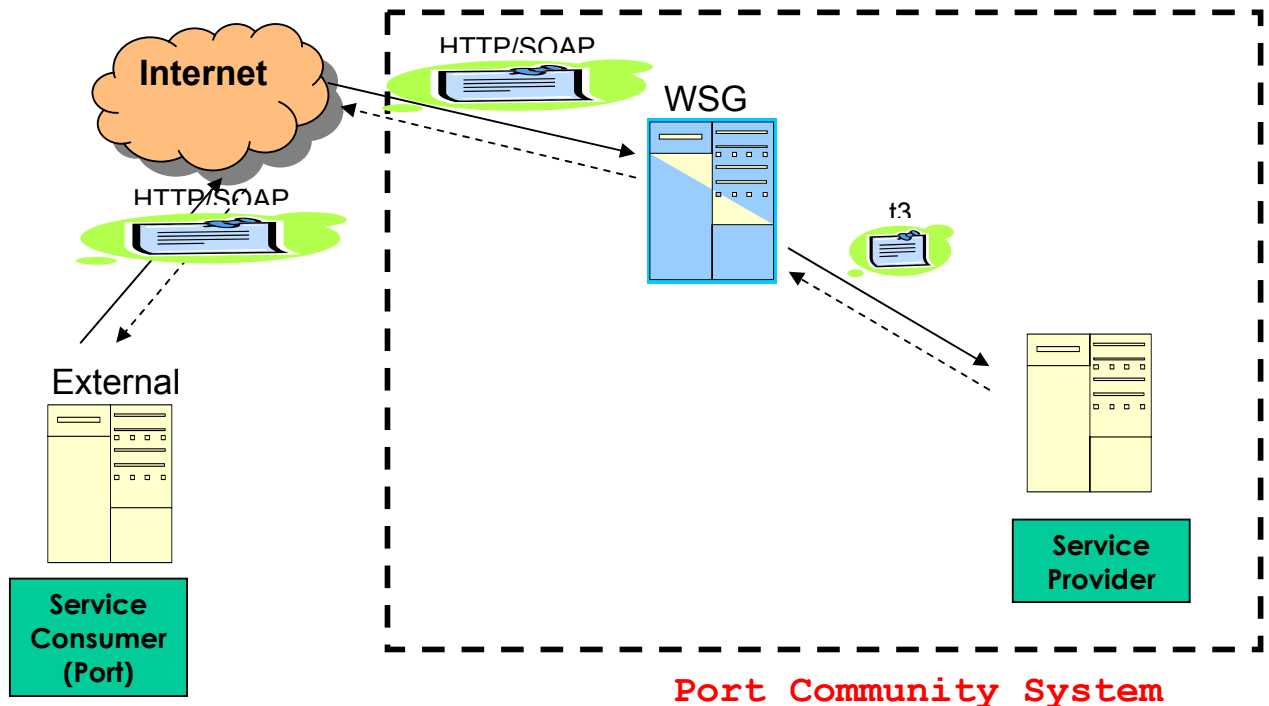 HTTP/SOAP
Internet
WSG
HTTP/SOAP
t3
External
Service
Provider
Service
Consumer
(Port)
Port Community System